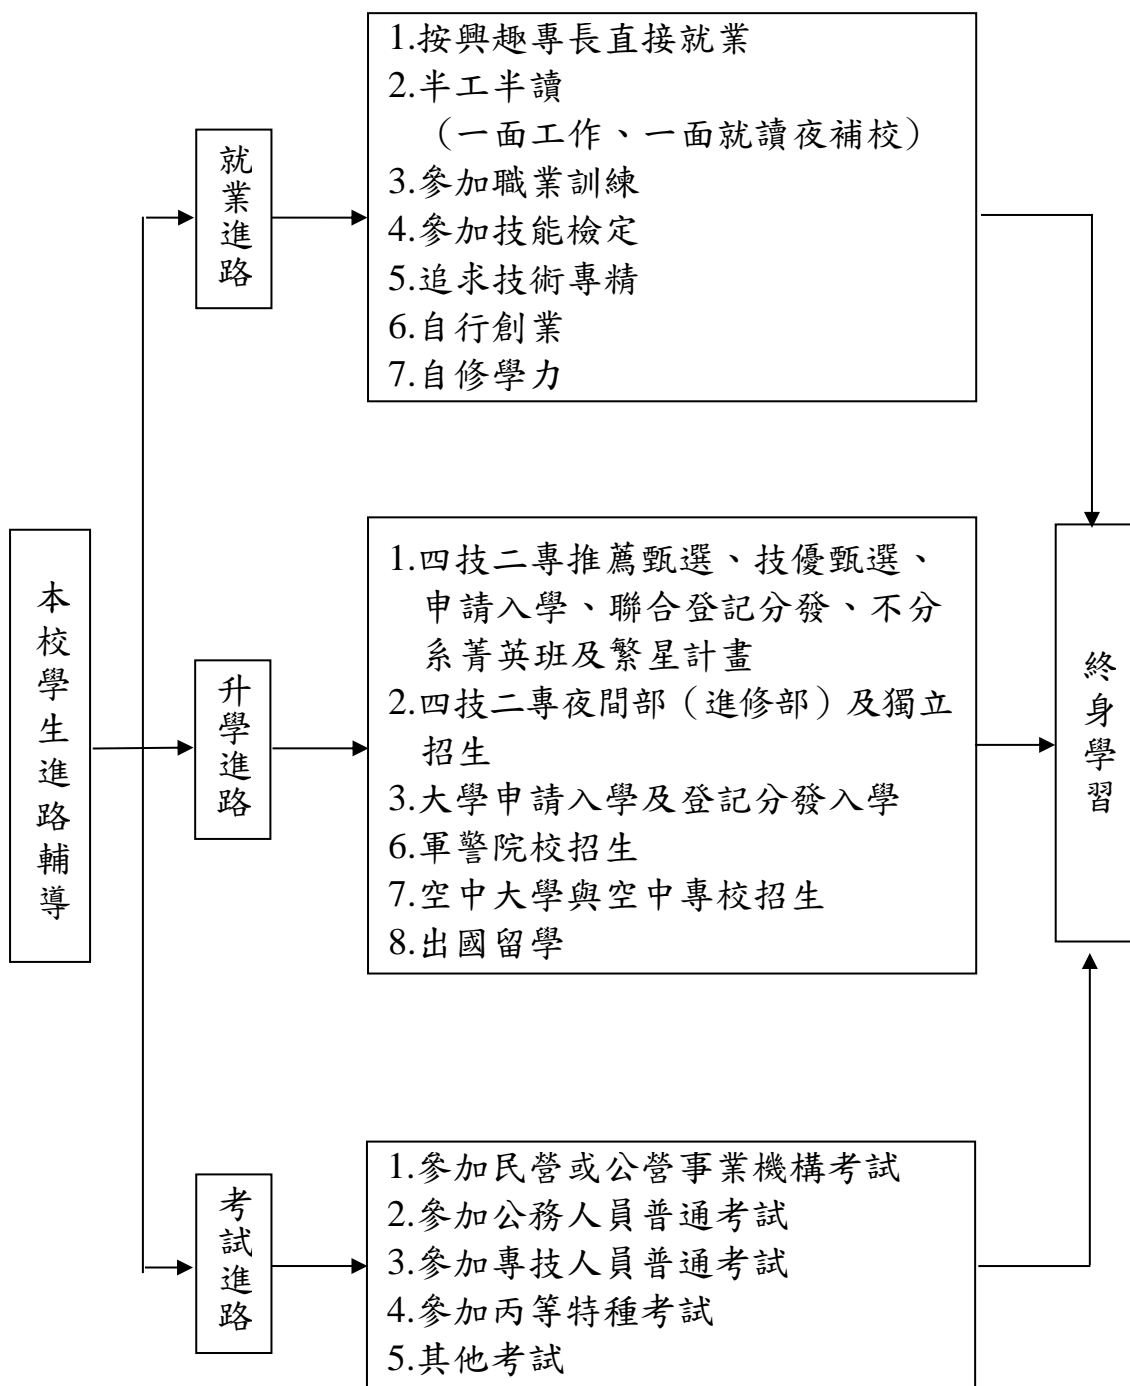 本校學生進路輔導
就業進路
1.按興趣專長直接就業
2.半工半讀
（一面工作、一面就讀夜補校）
3.參加職業訓練
4.參加技能檢定
5.追求技術專精
6.自行創業
7.自修學力
升學進路
1.四技二專推薦甄選、技優甄選、
申請入學、聯合登記分發、不分
系菁英班及繁星計畫
2.四技二專夜間部（進修部）及獨立
招生
3.大學申請入學及登記分發入學
6.軍警院校招生
7.空中大學與空中專校招生
8.出國留學
考試進路
1.參加民營或公營事業機構考試
2.參加公務人員普通考試
3.參加專技人員普通考試
4.參加丙等特種考試
5.其他考試
終身學習